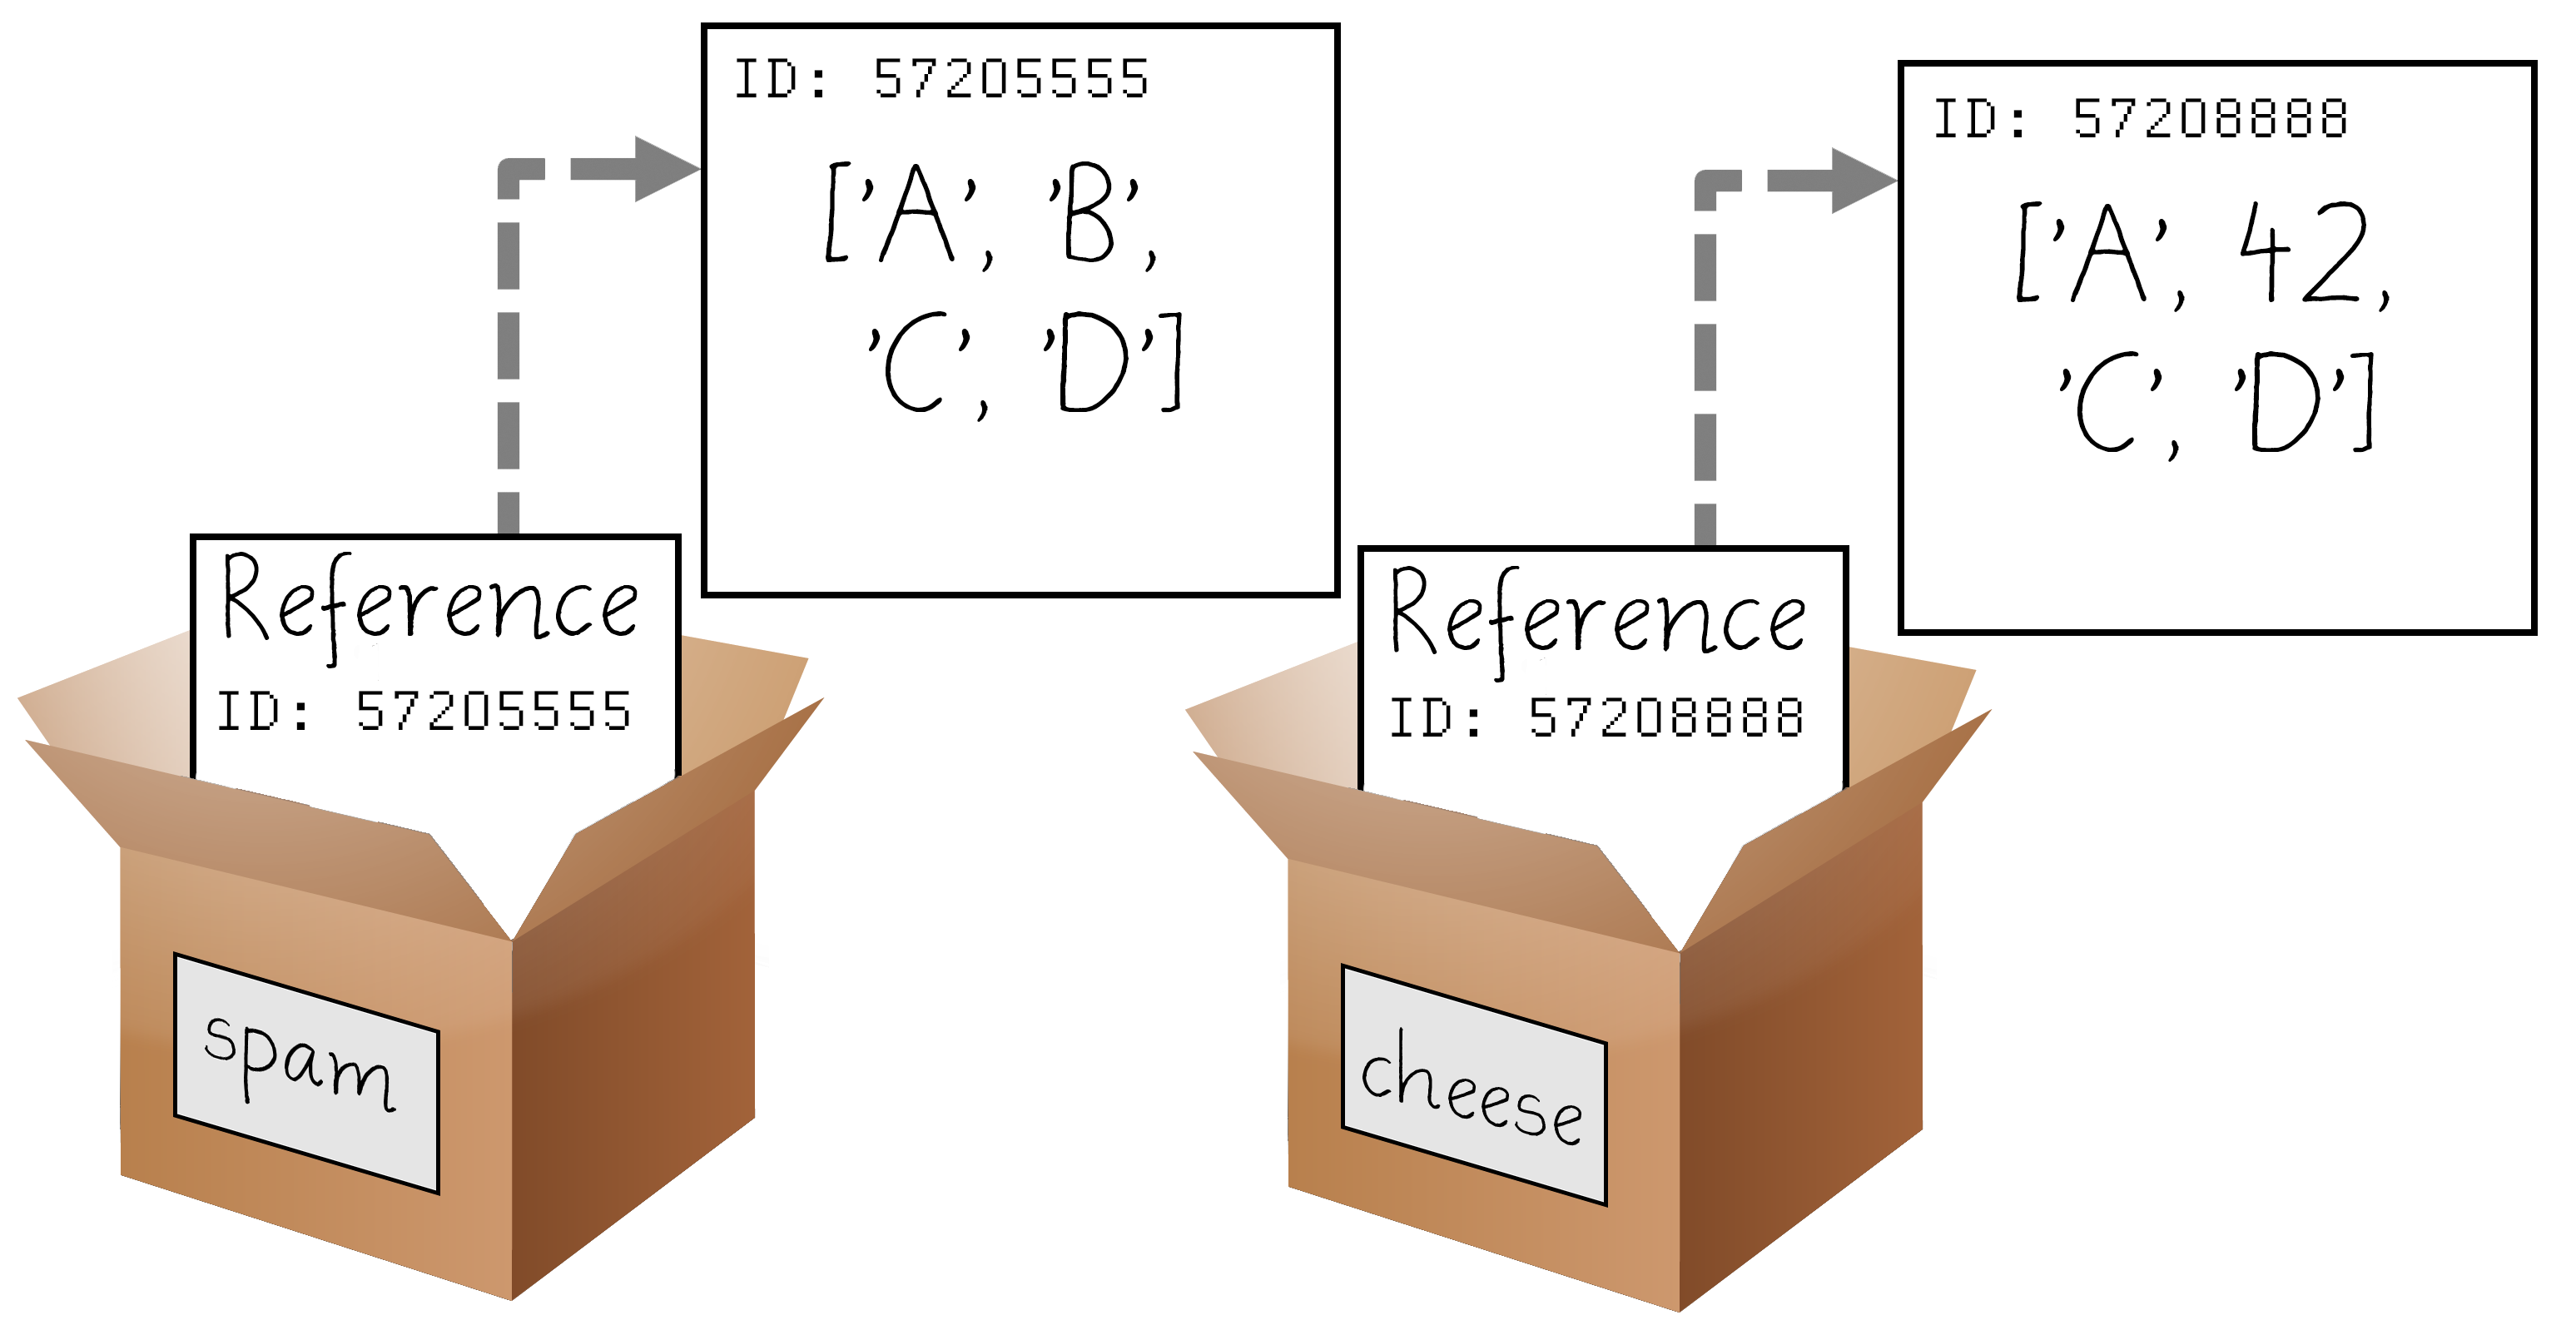 ID: 57205555
['A', 'B',
'C', 'D']
Reference
ID: 57205555
spam
ID: 57208888
['A', 42,
'C', 'D']
Reference
ID: 57208888
cheese